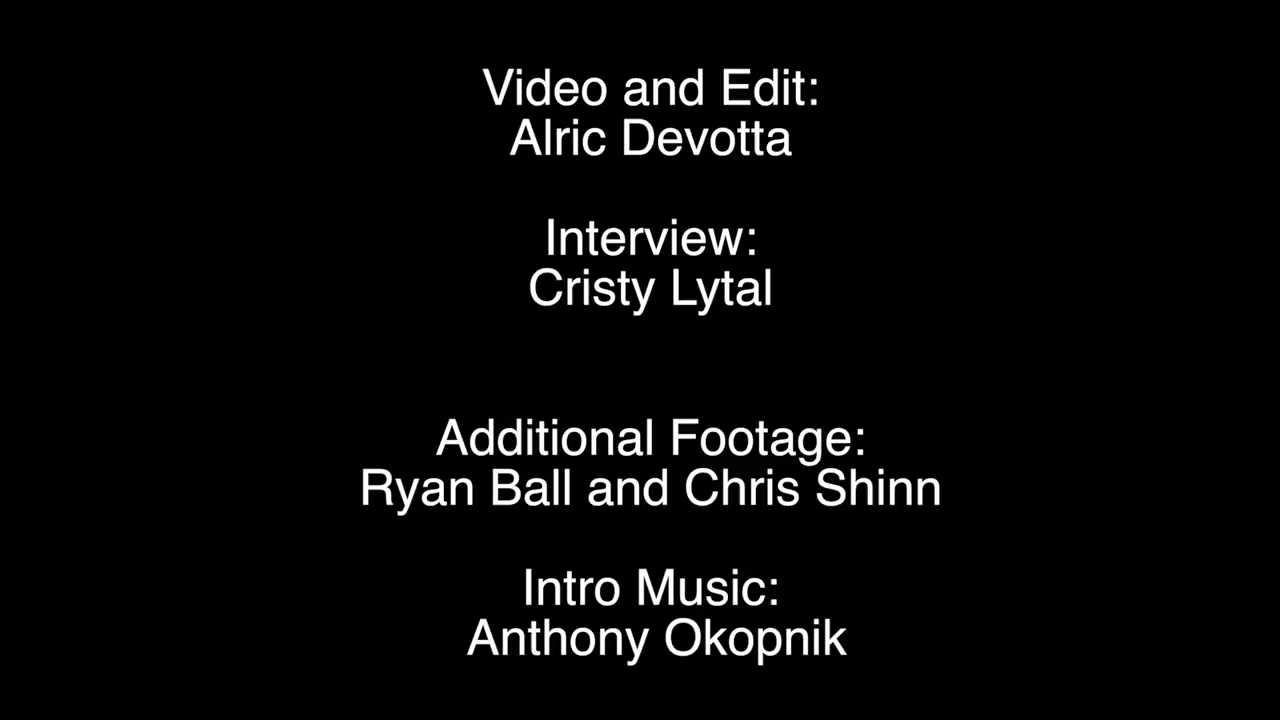 Video and Edit:
Alric Devotta
Interview:
Cristy Lytal
Additional Footage:
Ryan Ball and Chris Shinn
Intro Music:
Anthony Okopnik